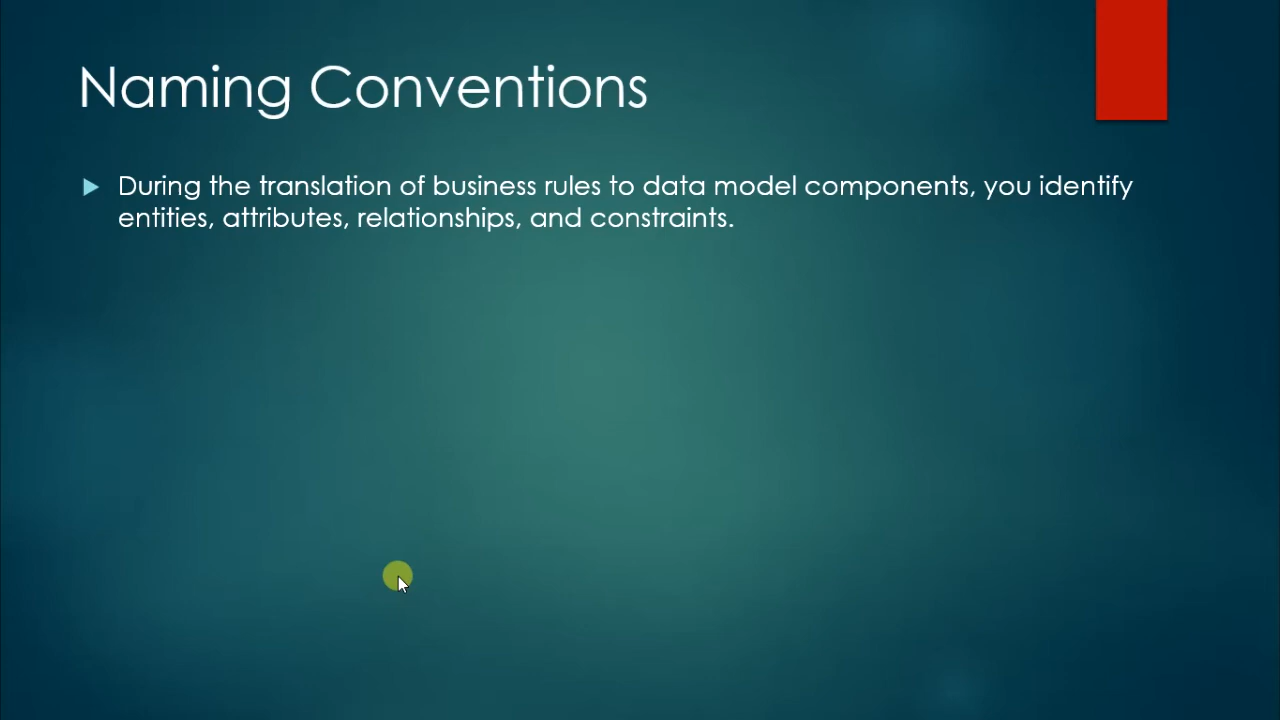 Naming Conventions
During the translation of business rules to data model components, you identify
entities, attributes, relationships, and constraints.